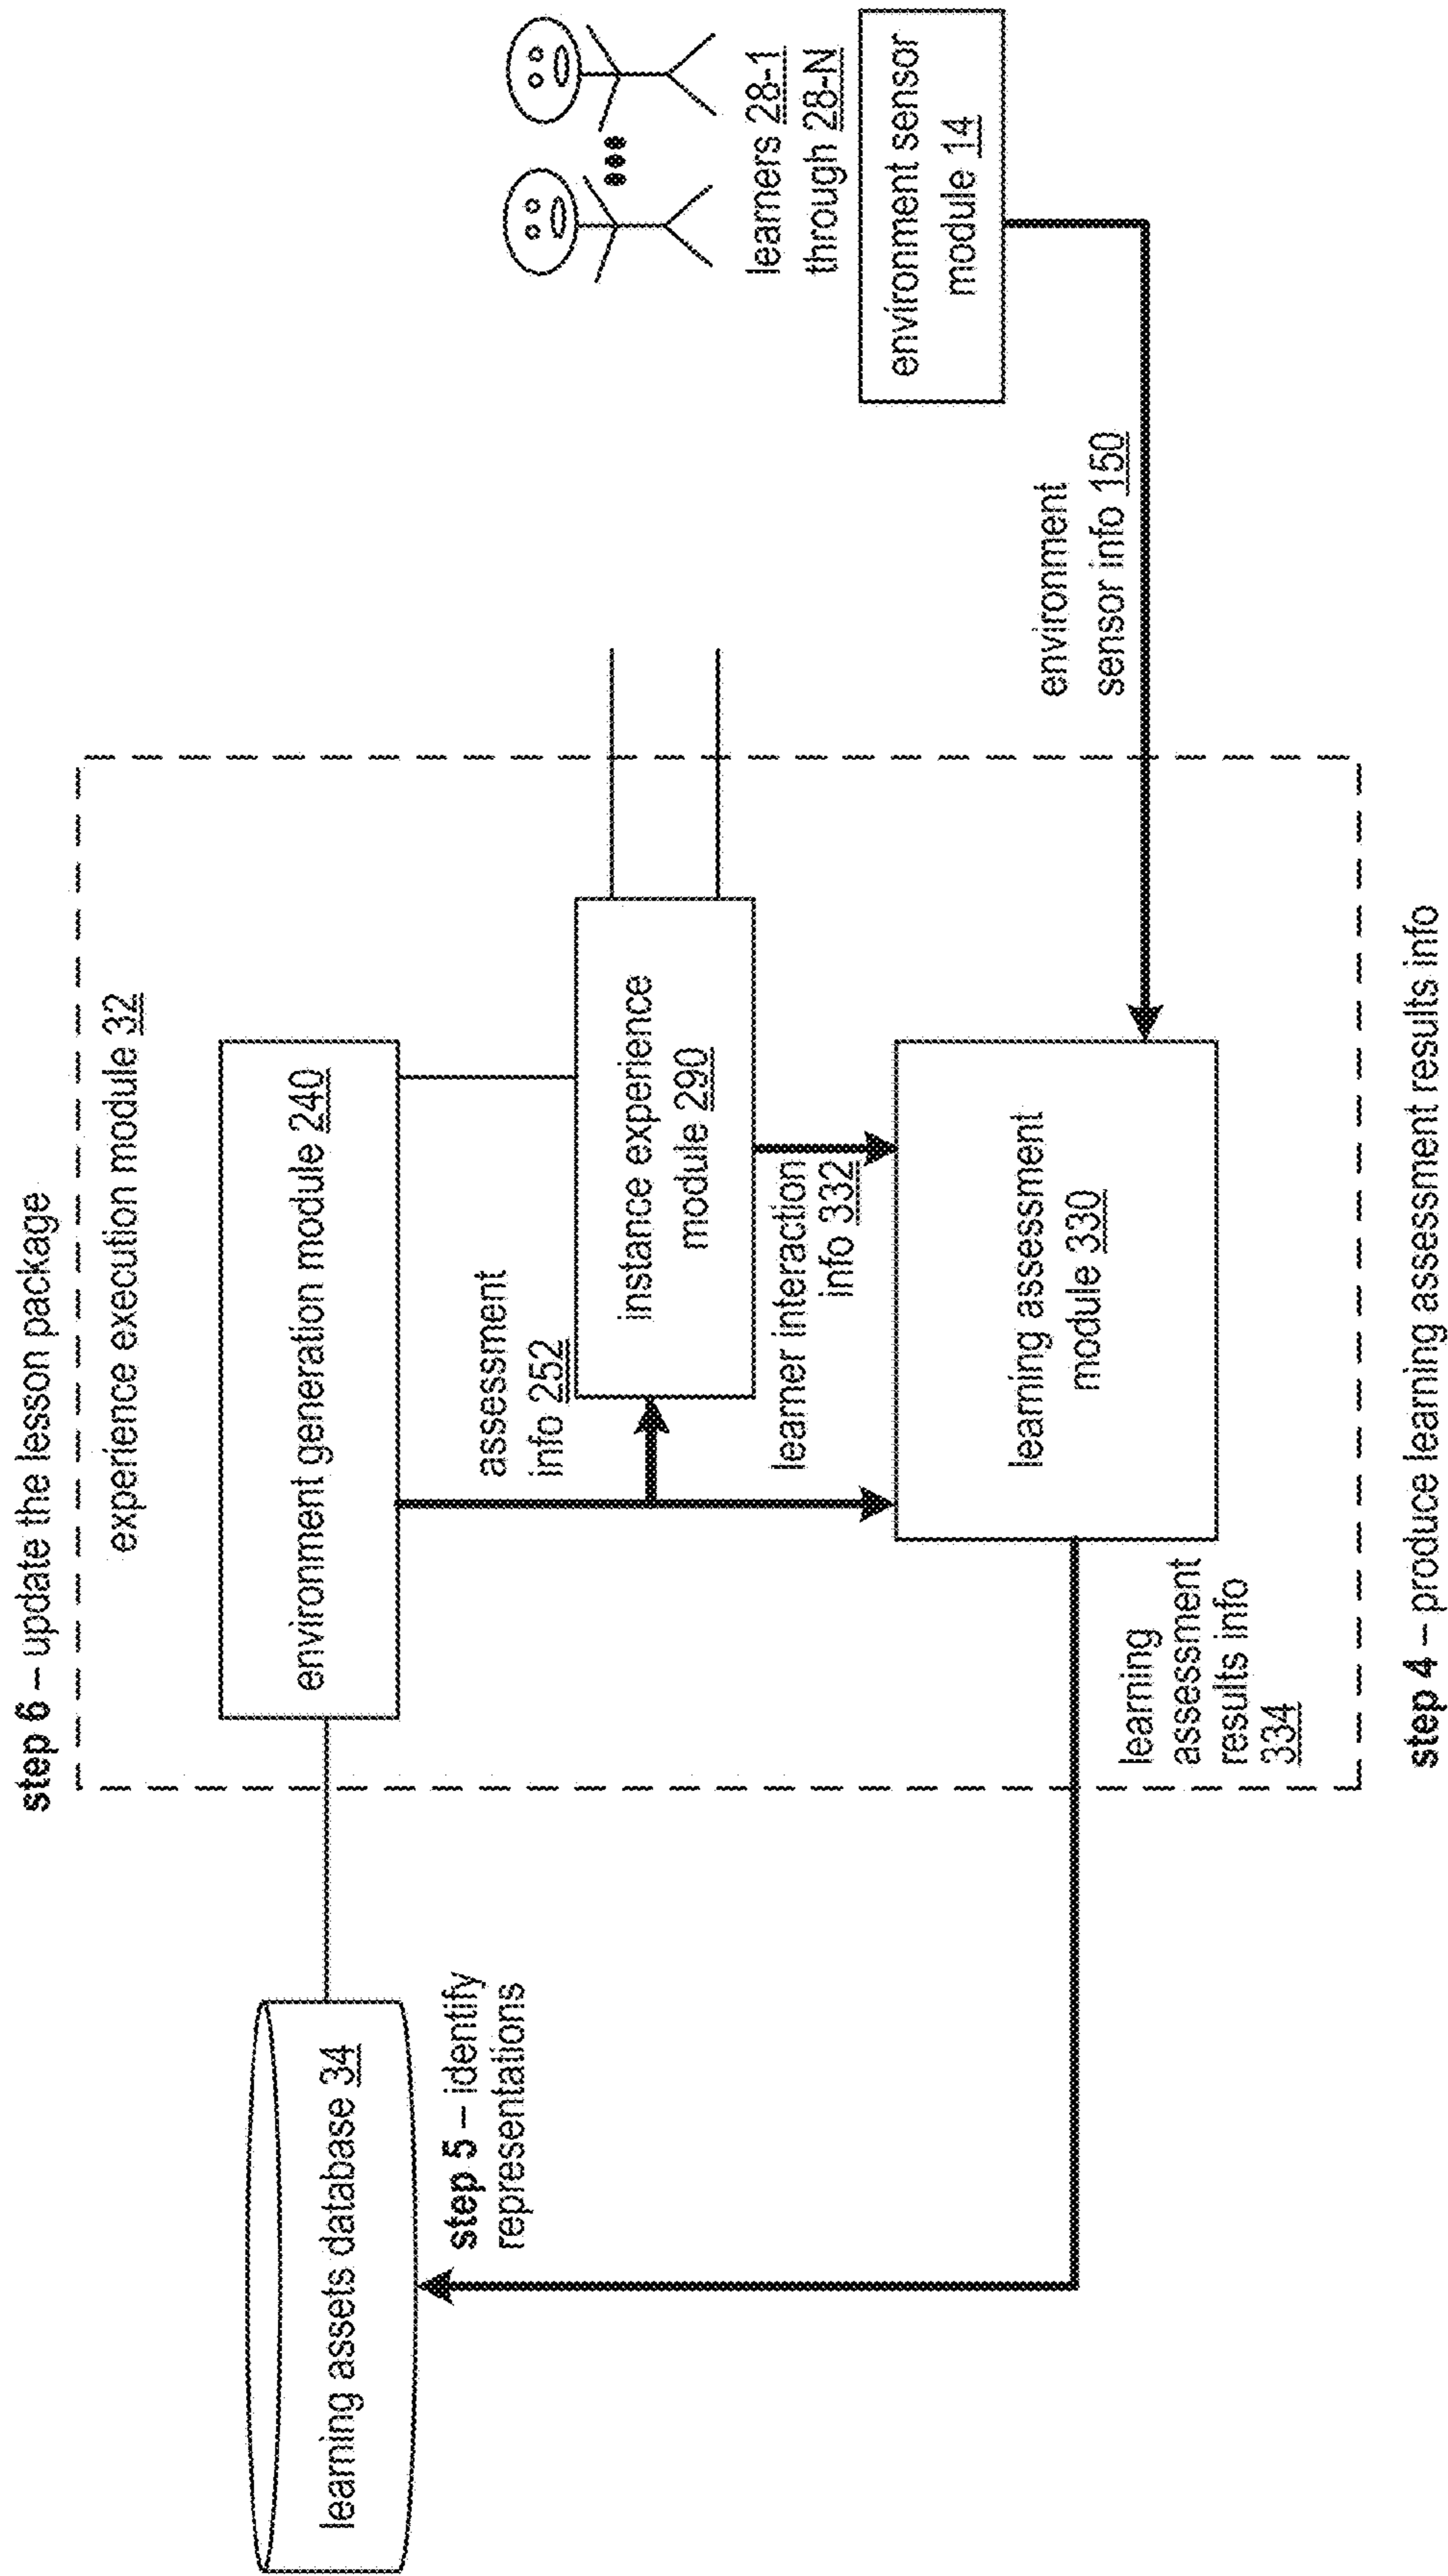 step 6 – update the lesson package
experience execution module 32
learning assets database 34
environment generation module 240
step 5 – identify
representations
assessment
info 252
instance experience
module 290
learners 28-1
through 28-N
learner interaction
info 332
environment sensor
module 14
learning assessment
module 330
environment
sensor info 150
learning
assessment
results info
334
step 4 – produce learning assessment results info